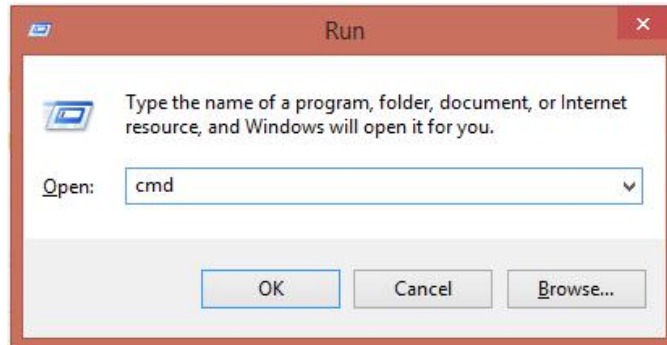 Run
Type the name of a program, folder, document, or Internet
resource, and Windows will open it for you.
Open: cmd
OK Cancel Browse...